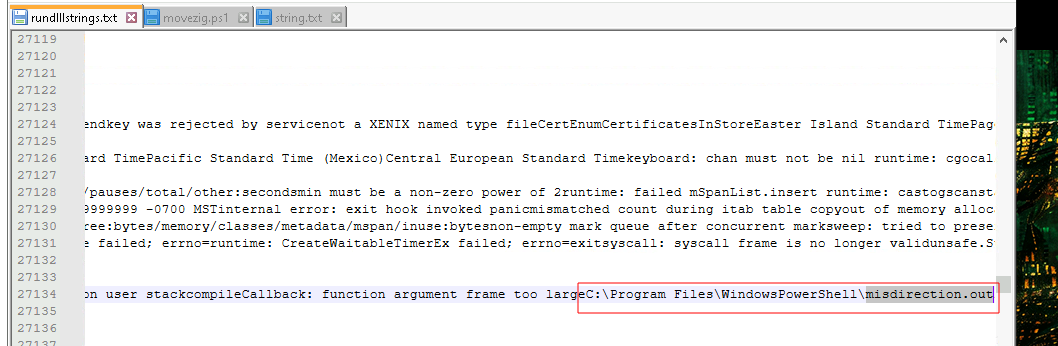 rundlllstrings.txt movezig.ps1 string.txt
27119
27120
27121
27122
27123
27124 endkey was rejected by servicenot a XENIX named type fileCertEnumCertificatesInStoreEaster Island Standard TimePag
27125
27126 ard TimePacific Standard Time (Mexico)Central European Standard Timekeyboard: chan must not be nil runtime: cgocal
27127
27128 /pauses/total/other:secondsmin must be a non-zero power of 2runtime: failed mSpanList.insert runtime: castogscanst
27129 9999999 -0700 MSTinternal error: exit hook invoked panicmismatched count during itab table copyout of memory alloc
27130 ree:bytes/memory/classes/metadata/mspan/inuse:bytesnon-empty mark queue after concurrent marksweep: tried to prese
27131 e failed; errno=runtime: CreateWaitableTimerEx failed; errno=exitsyscall: syscall frame is no longer validunsafe.S
27132
27133
27134 on user stackcompileCallback: function argument frame too largeC:\Program Files\WindowsPowerShell\misdirection.out
27135
27136
27137